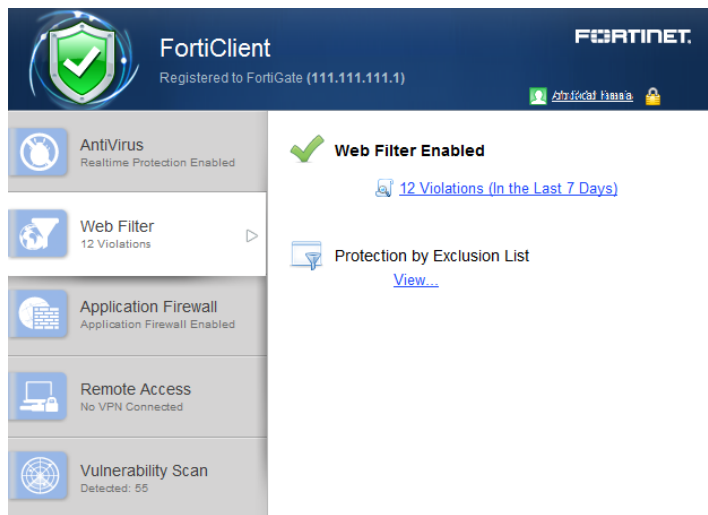 FortiClient
Registered to FortiGate (111.111.111.1)
FORTINET.
AntiVirus
Realtime Protection Enabled
Web Filter
12 Violations
Application Firewall
Application Firewall Enabled
Remote Access
No VPN Connected
Vulnerability Scan
Detected: 55
Web Filter Enabled
12 Violations (In the Last 7 Days)
Protection by Exclusion List
View...